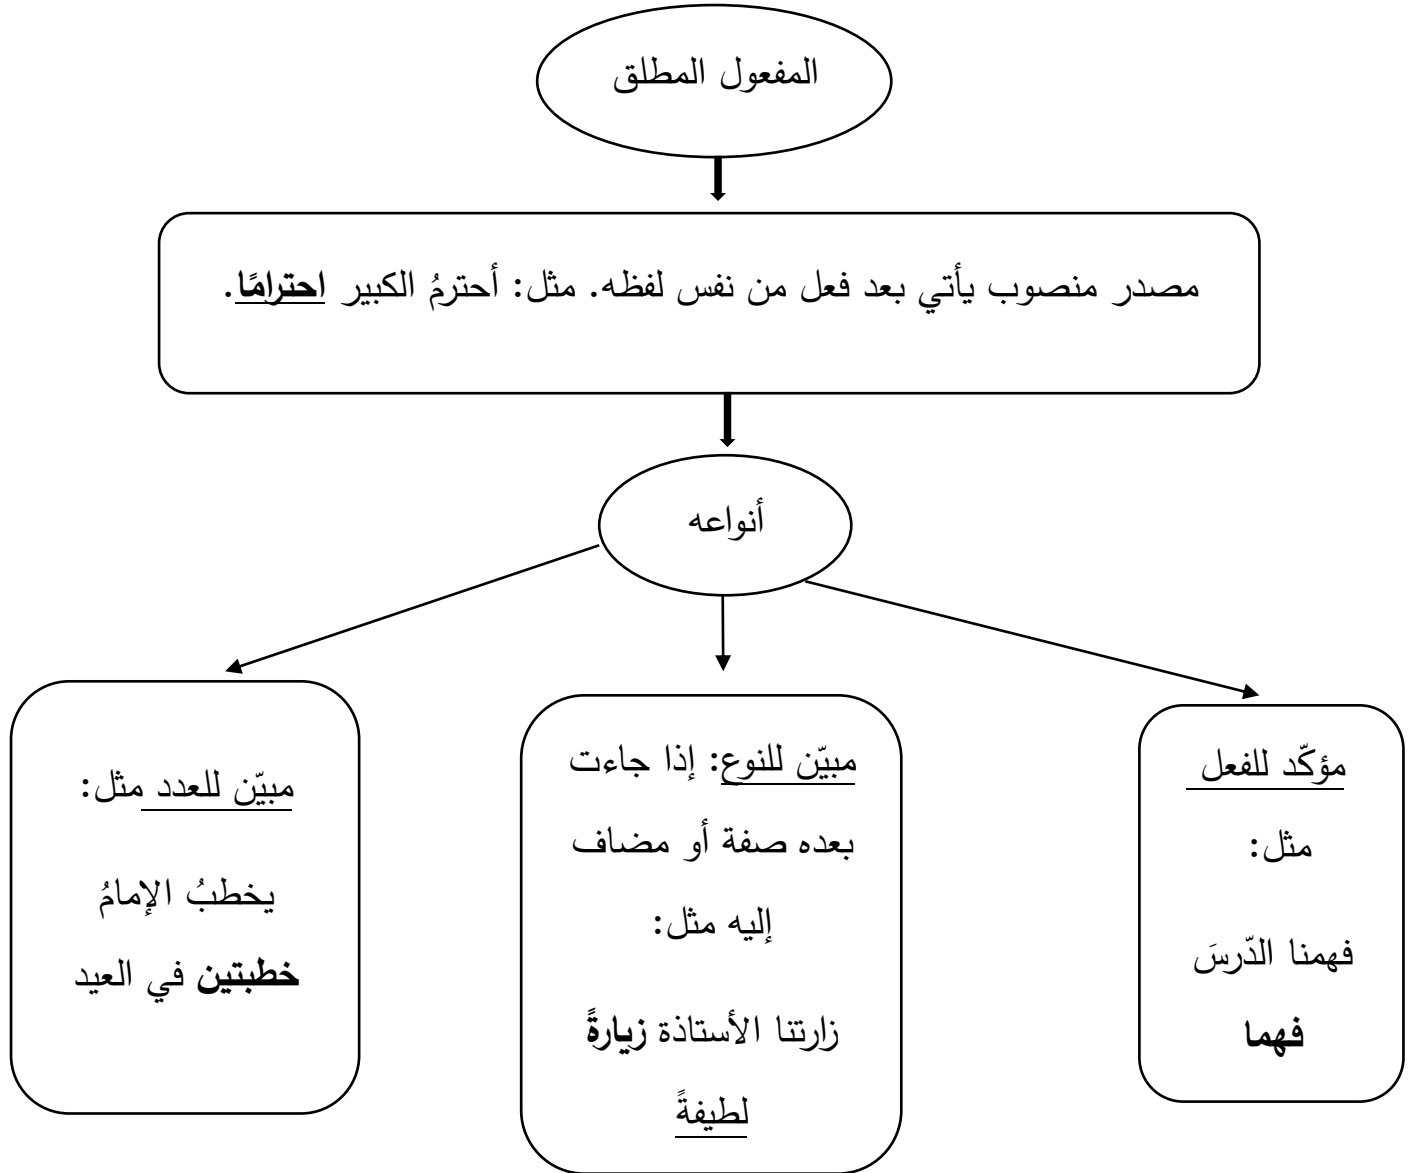 المفعول المطلق
مصدر منصوب يأتي بعد فعل من نفس لفظه. مثل: أحترمُ الكبير احترامًا.
أنواعه
مؤكّد للفعل
مثل:
فهمنا الدّرسَ
فهما
مبيّن للنوع: إذا جاءت
بعده صفة أو مضاف
إليه مثل:
زارتنا الأستاذة زيارةً
لطيفةً
مبيّن للعدد مثل:
يخطبُ الإمامُ
خطبتين في العيد